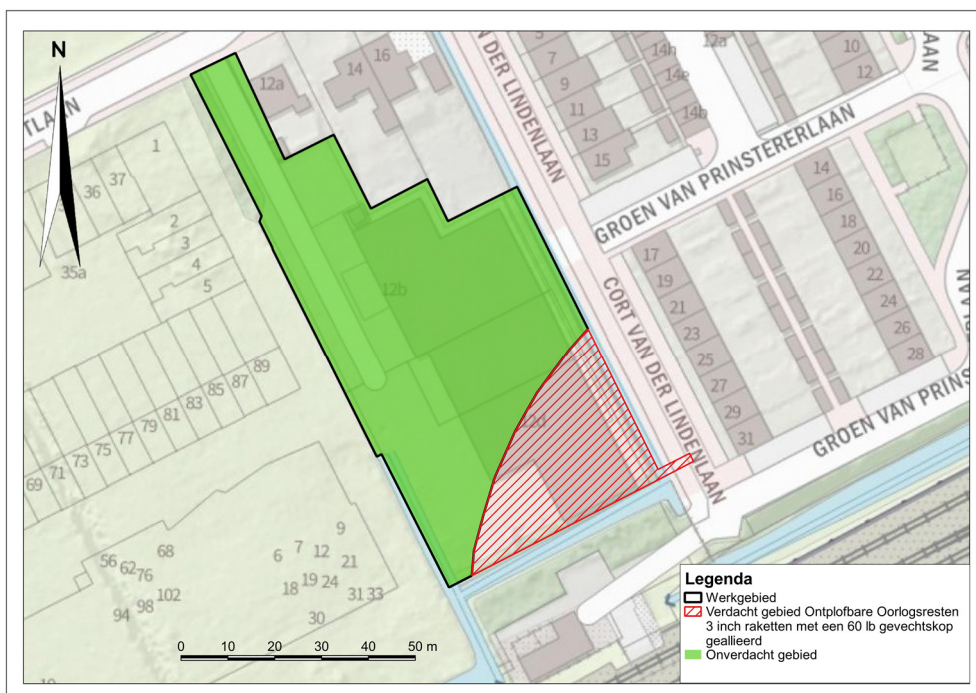 N
TLAAN
12a
14
16
N DER LINDENLAAN
5
7
9
11
13
15
14h
14e
14b
12a
10
12
LAAN
GROEN VAN PRINSTERERLAAN
1
37
36
35a
2
3
4
5
12b
12d
CORT VAN DER LINDENLAAN
17
19
21
23
25
27
29
31
14
16
18
20
22
24
26
28
LAAN
GROEN VAN PRINS
89
87
85
83
81
79
77
75
73
71
69
56
62
76
68
94
98
102
6
7
9
12
21
18
19
24
31
33
30
0 10 20 30 40 50 m
Legenda
Werkgebied
Verdacht gebied Ontplofbare Oorlogsresten
3 inch raketten met een 60 lb gevechtskop
geallieerd
Onverdacht gebied